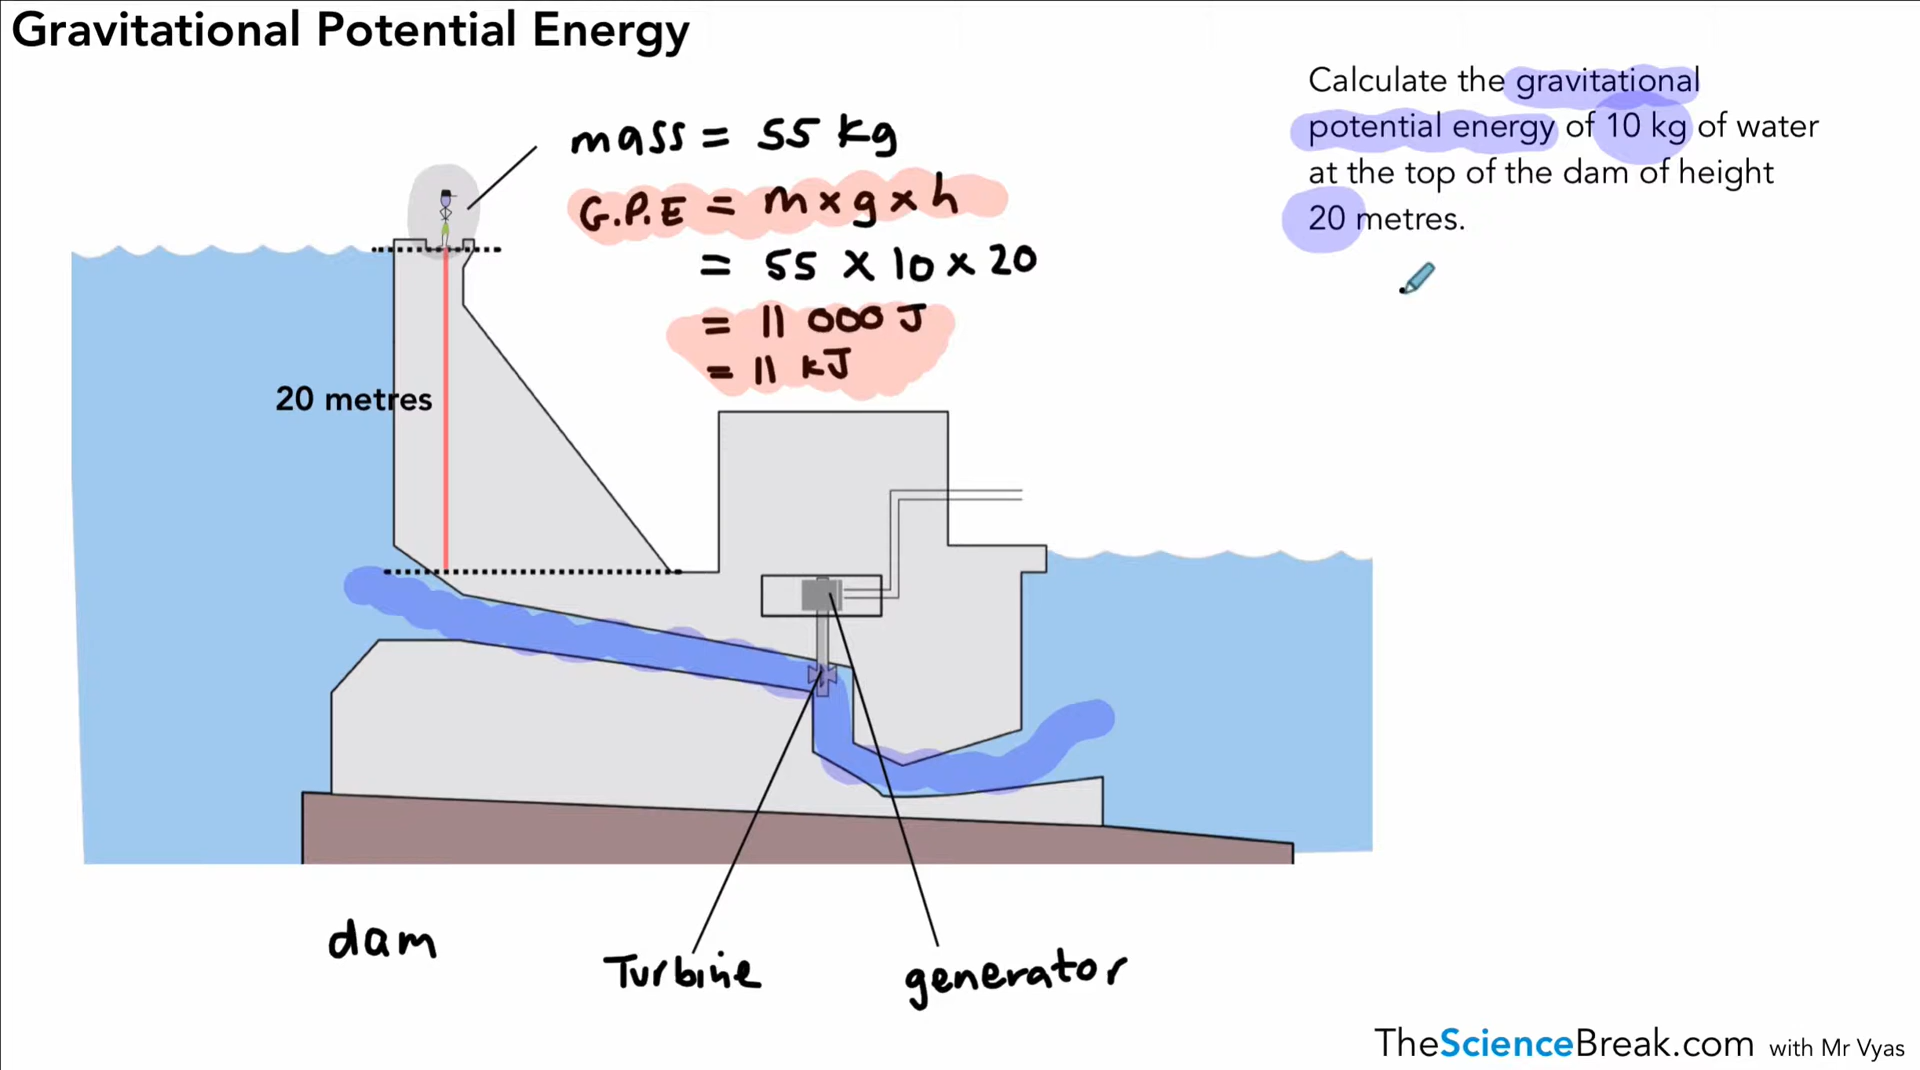 Gravitational Potential Energy
Calculate the gravitational
potential energy of 10 kg of water
at the top of the dam of height
20 metres.
mass = 55 kg
G.P.E = m x g x h
= 55 x 10 x 20
= 11 000 J
= 11 kJ
20 metres
dam
Turbine
generator
TheScienceBreak.com with Mr Vyas